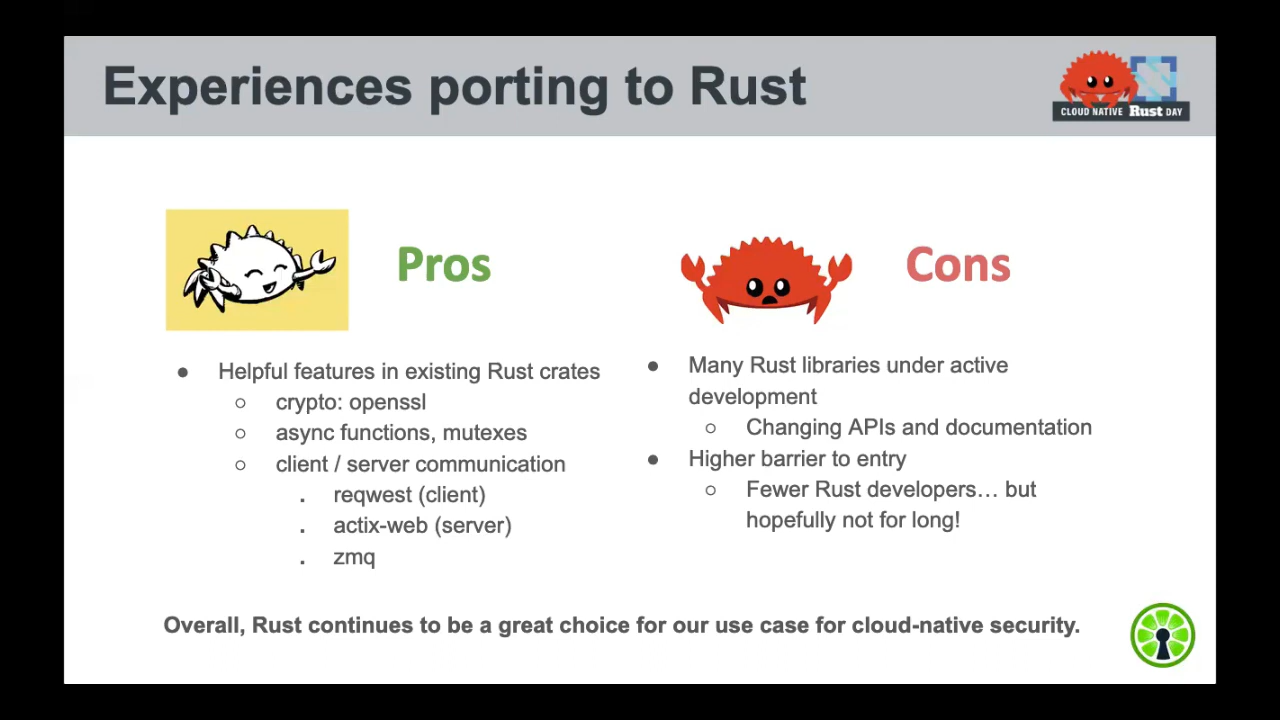 Experiences porting to Rust
CLOUD NATIVE Rust DAY
Pros
Helpful features in existing Rust crates
crypto: openssl
async functions, mutexes
client / server communication
reqwest (client)
actix-web (server)
zmq
Cons
Many Rust libraries under active
development
Changing APIs and documentation
Higher barrier to entry
Fewer Rust developers… but
hopefully not for long!
Overall, Rust continues to be a great choice for our use case for cloud-native security.